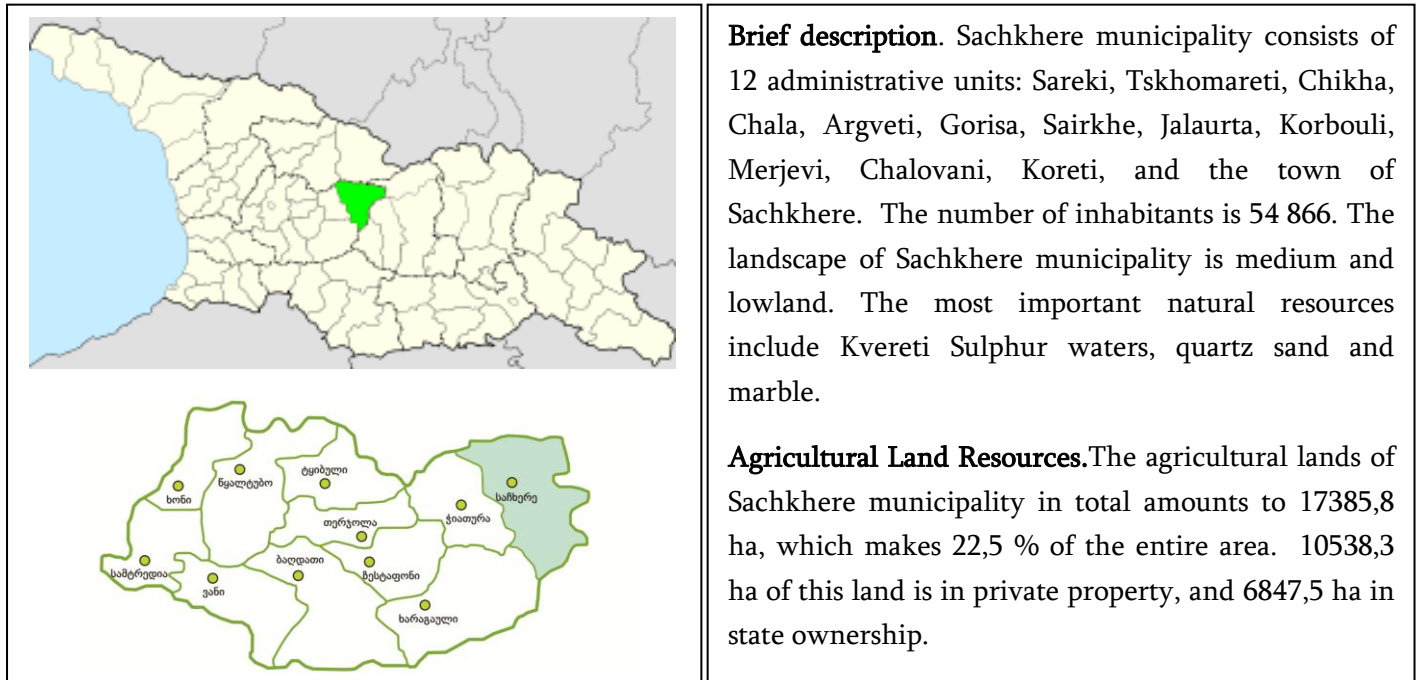 Brief description. Sachkhere municipality consists of
12 administrative units: Sareki, Tskhomareti, Chikha,
Chala, Argveti, Gorisa, Sairkhe, Jalaurta, Korbouli,
Merjevi, Chalovani, Koreti, and the town of
Sachkhere. The number of inhabitants is 54 866. The
landscape of Sachkhere municipality is medium and
lowland. The most important natural resources
include Kvereti Sulphur waters, quartz sand and
marble.
Agricultural Land Resources.The agricultural lands of
Sachkhere municipality in total amounts to 17385,8
ha, which makes 22,5 % of the entire area. 10538,3
ha of this land is in private property, and 6847,5 ha in
state ownership.
ხონი
წყალტუბო
ტყიბული
თერჯოლა
ჭიათურა
საჩხერე
სამტრედია
ვანი
ბაღდათი
ზესტაფონი
ხარაგაული